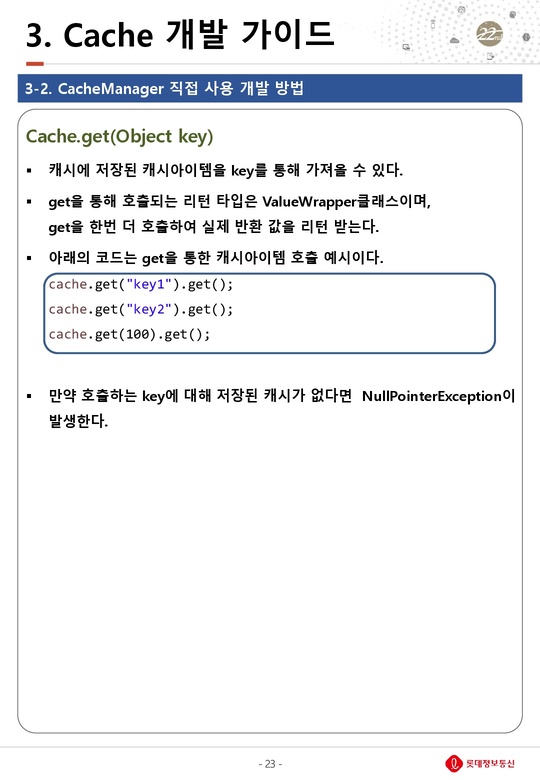 3. Cache 개발 가이드
22
3-2. CacheManager 직접 사용 개발 방법
Cache.get(Object key)
▪ 캐시에 저장된 캐시아이템을 key를 통해 가져올 수 있다.
▪ get을 통해 호출되는 리턴 타입은 ValueWrapper클래스이며,
get을 한번 더 호출하여 실제 반환 값을 리턴 받는다.
▪ 아래의 코드는 get을 통한 캐시아이템 호출 예시이다.
cache.get("key1").get();
cache.get("key2").get();
cache.get(100).get();
▪ 만약 호출하는 key에 대해 저장된 캐시가 없다면 NullPointerException이
발생한다.
- 23 -
롯데정보통신